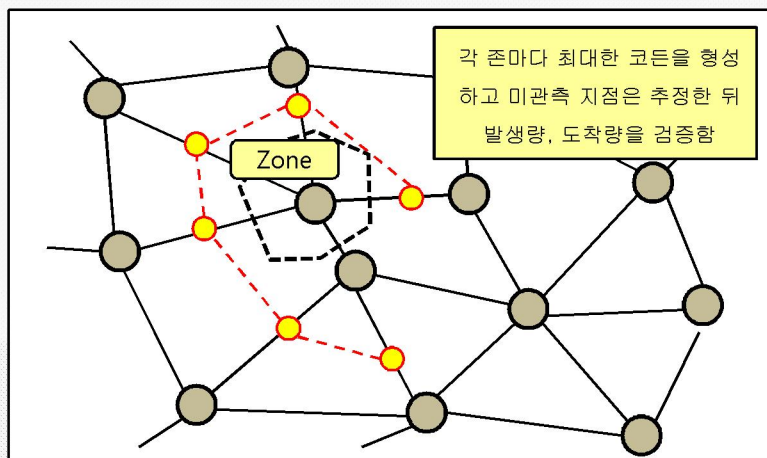 각 존마다 최대한 코든을 형성
하고 미관측 지점은 추정한 뒤
발생량, 도착량을 검증함
Zone